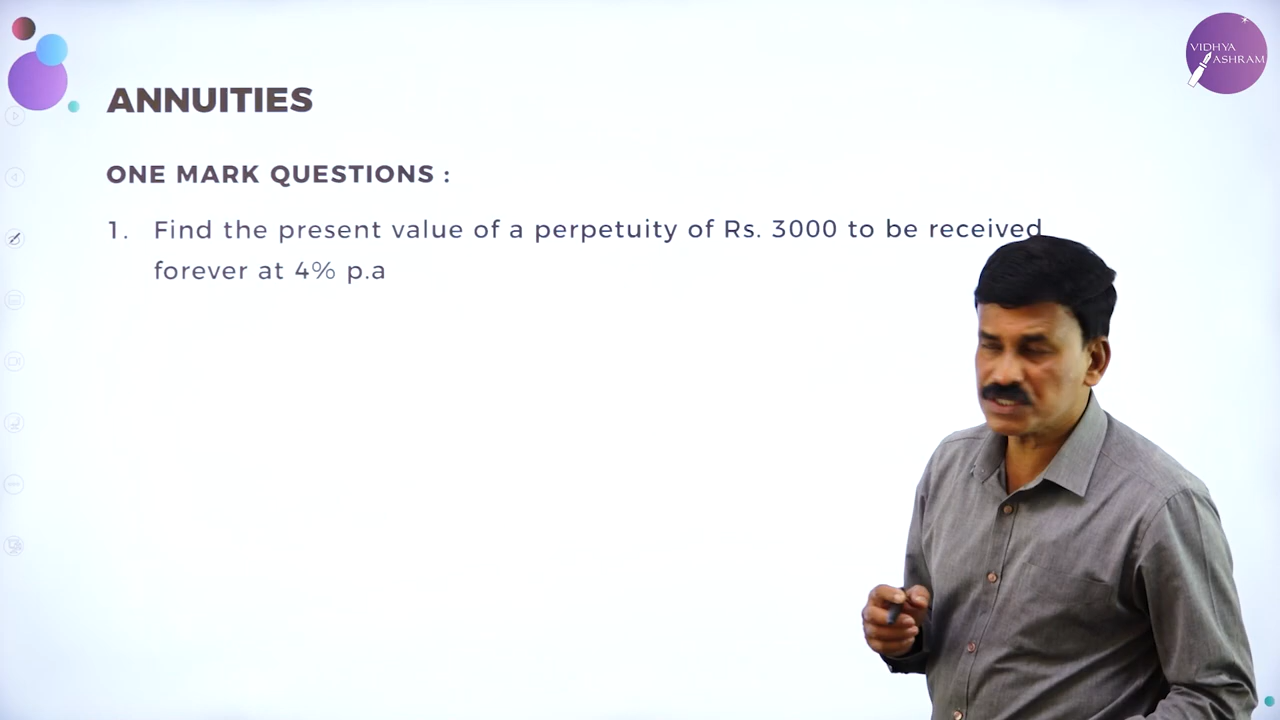 VIDHYA
ASHRAM
ANNUITIES
ONE MARK QUESTIONS :
1. Find the present value of a perpetuity of Rs. 3000 to be received
forever at 4% p.a